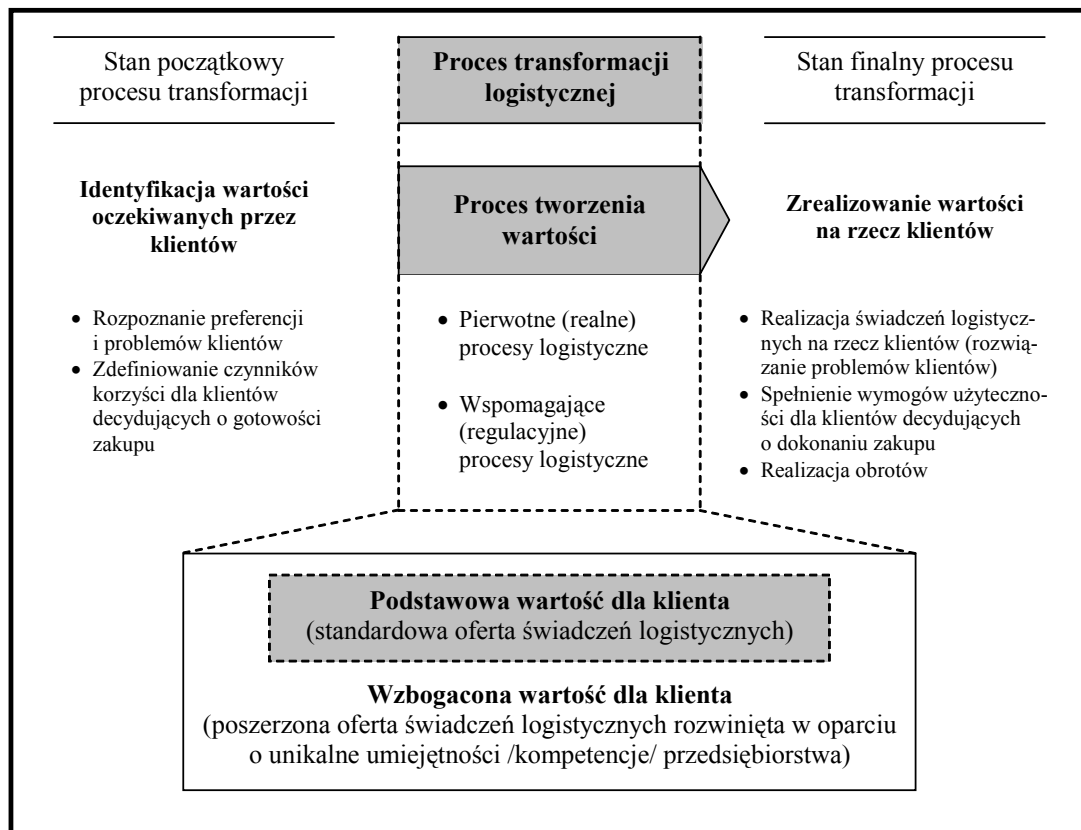 Stan początkowy
procesu transformacji
Proces transformacji
logistycznej
Stan finalny procesu
transformacji
Identyfikacja wartości
oczekiwanych przez
klientów
Proces tworzenia
wartości
Zrealizowanie wartości
na rzecz klientów
• Rozpoznanie preferencji
i problemów klientów
• Zdefiniowanie czynników
korzyści dla klientów
decydujących o gotowości
zakupu
• Pierwotne (realne)
procesy logistyczne
• Wspomagające
(regulacyjne)
procesy logistyczne
• Realizacja świadczeń logistycz-
nych na rzecz klientów (rozwią-
zanie problemów klientów)
• Spełnienie wymogów użyteczno-
ści dla klientów decydujących
o dokonaniu zakupu
• Realizacja obrotów
Podstawowa wartość dla klienta
(standardowa oferta świadczeń logistycznych)
Wzbogacona wartość dla klienta
(poszerzona oferta świadczeń logistycznych rozwinięta w oparciu
o unikalne umiejętności /kompetencje/ przedsiębiorstwa)